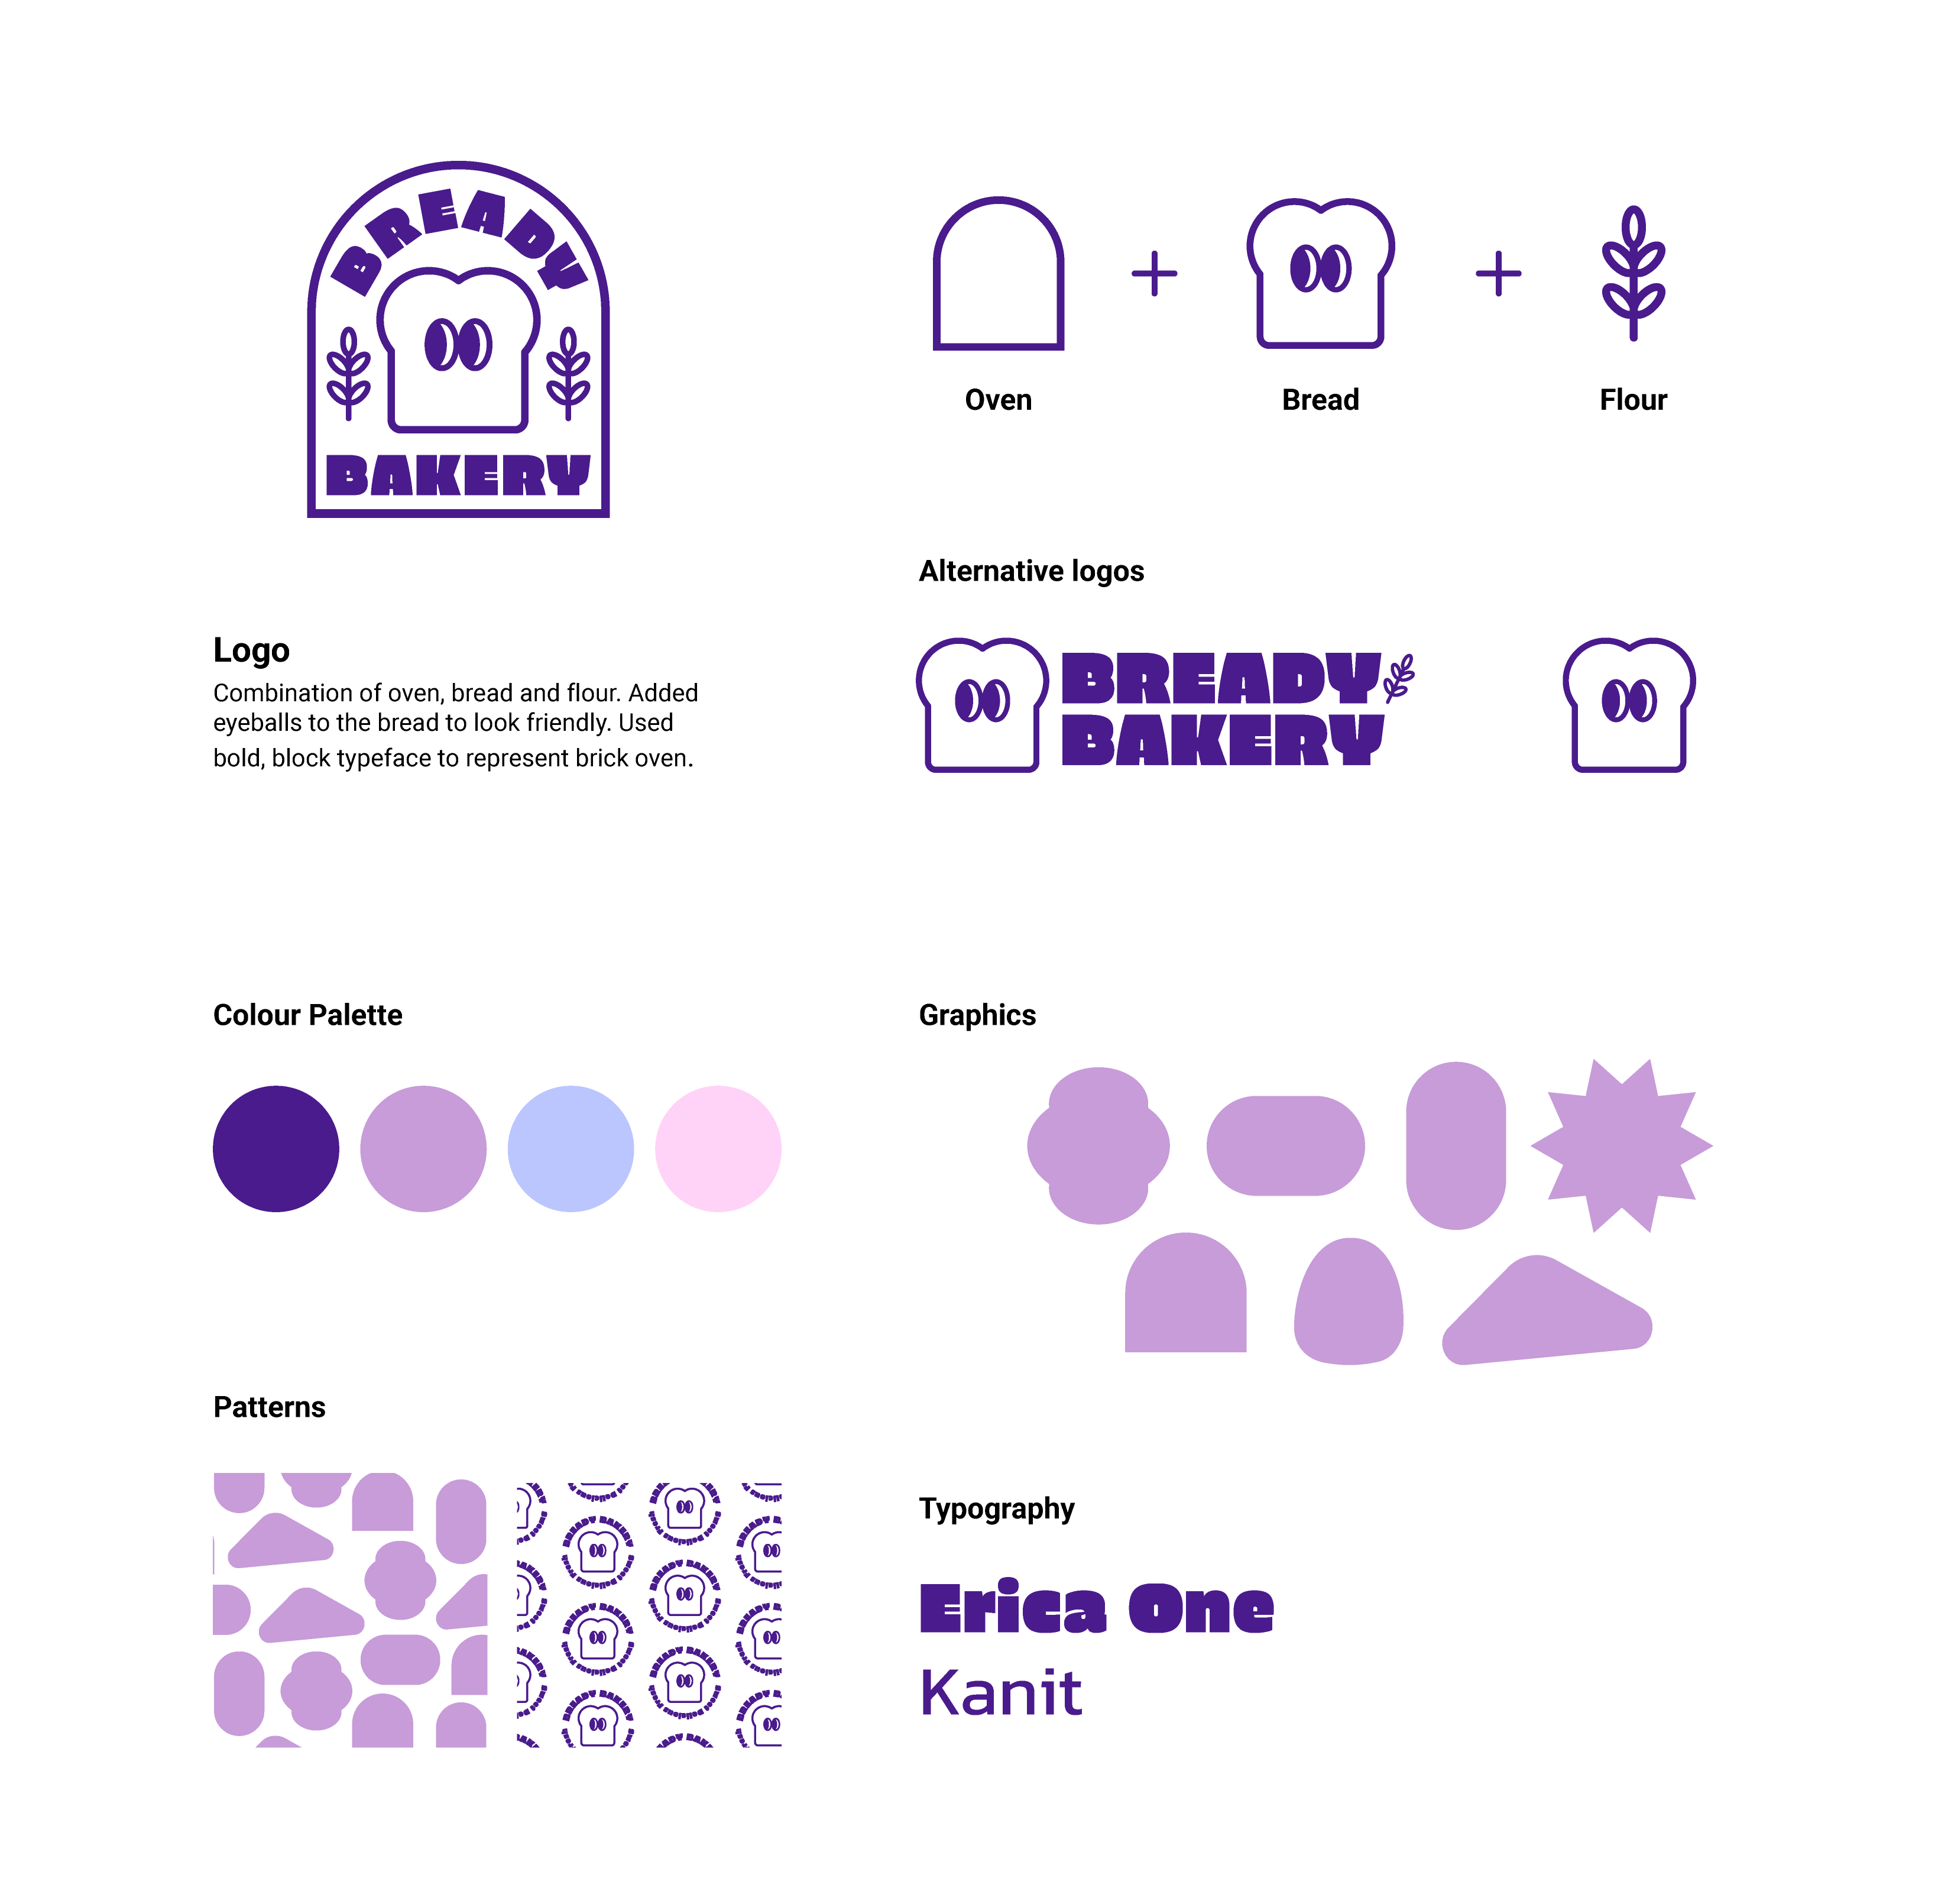 BREADY
BAKERY
Oven
Bread
Flour
Logo
Combination of oven, bread and flour. Added
eyeballs to the bread to look friendly. Used
bold, block typeface to represent brick oven.
Alternative logos
BREADY
BAKERY
Colour Palette
Graphics
Patterns
Typography
Erica One
Kanit